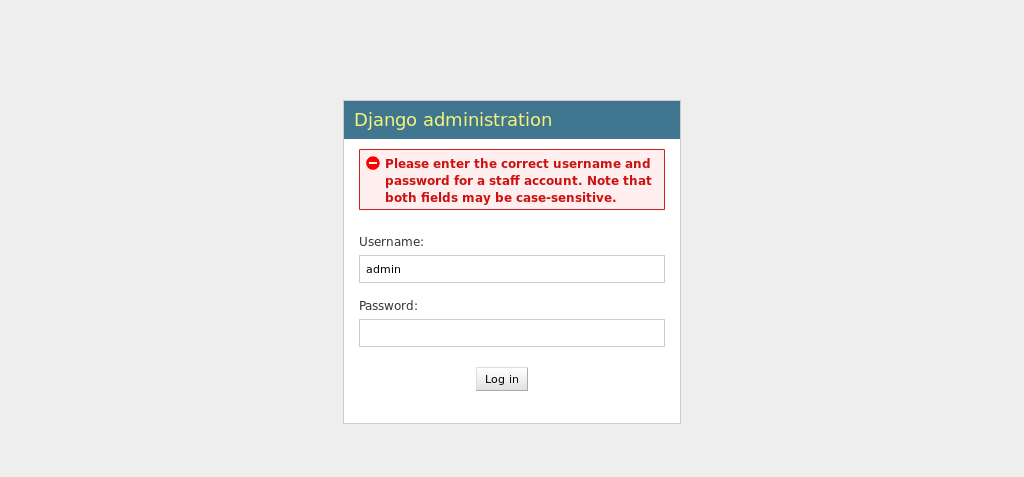 Django administration
Please enter the correct username and
password for a staff account. Note that
both fields may be case-sensitive.
Username:
admin
Password:
Log in